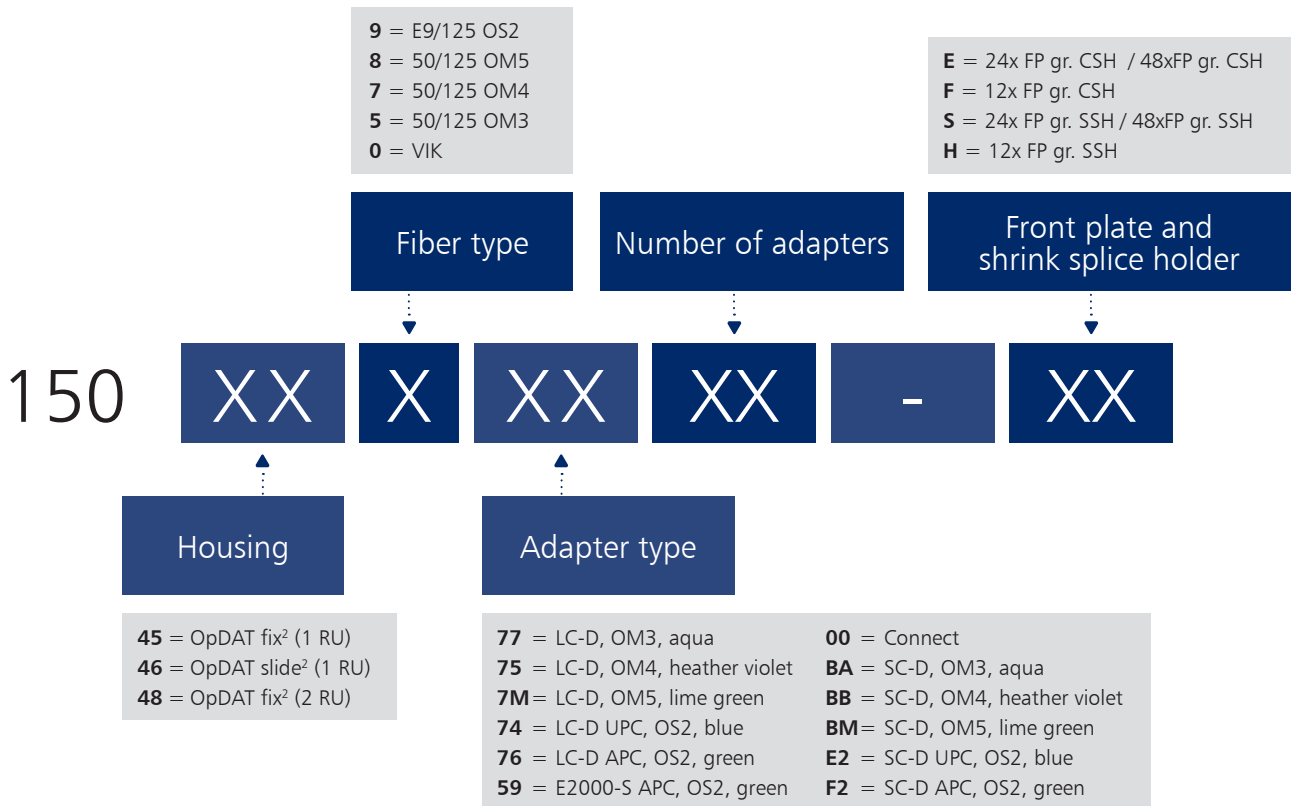 9 = E9/125 OS2
8 = 50/125 OM5
7 = 50/125 OM4
5 = 50/125 OM3
0 = VIK
E = 24x FP gr. CSH / 48xFP gr. CSH
F = 12x FP gr. CSH
S = 24x FP gr. SSH / 48xFP gr. SSH
H = 12x FP gr. SSH
Fiber type
Number of adapters
Front plate and
shrink splice holder
150 XX X XX XX - XX
Housing
Adapter type
45 = OpDAT fix² (1 RU)
46 = OpDAT slide² (1 RU)
48 = OpDAT fix² (2 RU)
77 = LC-D, OM3, aqua
75 = LC-D, OM4, heather violet
7M= LC-D, OM5, lime green
74 = LC-D UPC, OS2, blue
76 = LC-D APC, OS2, green
59 = E2000-S APC, OS2, green
00 = Connect
BA = SC-D, OM3, aqua
BB = SC-D, OM4, heather violet
BM= SC-D, OM5, lime green
E2 = SC-D UPC, OS2, blue
F2 = SC-D APC, OS2, green